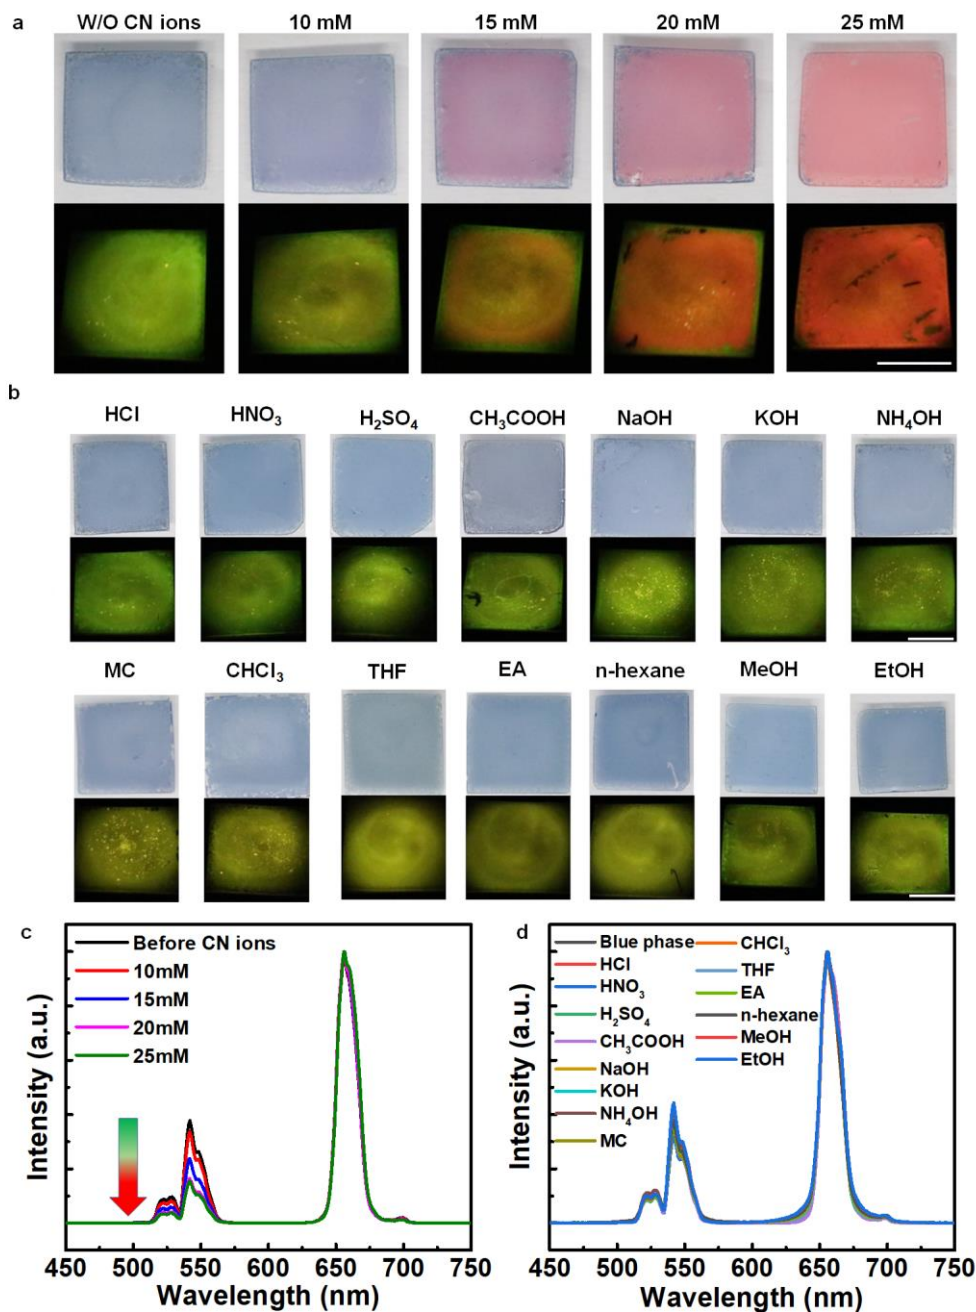 a
W/O CN ions 10 mM 15 mM 20 mM 25 mM
b
HCl HNO₃ H₂SO₄ CH₃COOH NaOH KOH NH₄OH
MC CHCl₃ THF EA n-hexane MeOH EtOH
c
Before CN ions
10mM
15mM
20mM
25mM
Intensity (a.u.)
450 500 550 600 650 700 750
Wavelength (nm)
d
Blue phase
HCl
HNO₃
H₂SO₄
CH₃COOH
NaOH
KOH
NH₄OH
MC
CHCl₃
THF
EA
n-hexane
MeOH
EtOH
Intensity (a.u.)
450 500 550 600 650 700 750
Wavelength (nm)